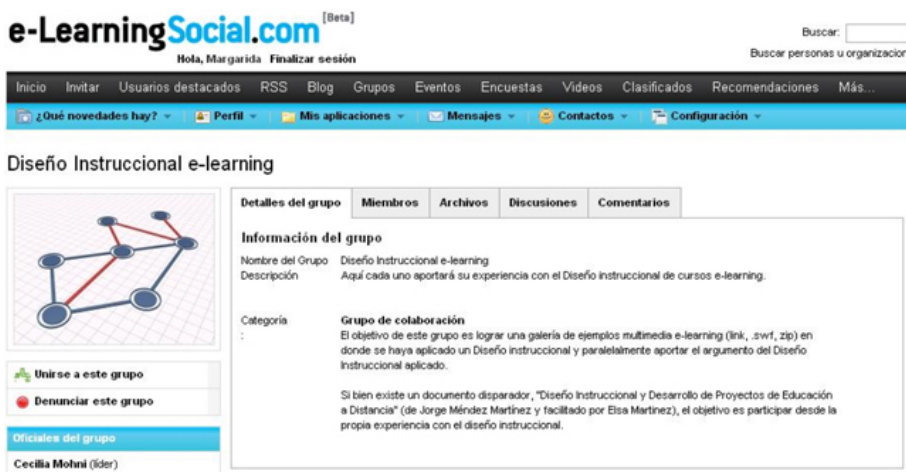 e-LearningSocial.com [Beta]
Buscar:
Hola, Margarida Finalizar sesión
Buscar personas u organizacion
Inicio Invitar Usuarios destacados RSS Blog Grupos Eventos Encuestas Videos Clasificados Recomendaciones Más...
¿Qué novedades hay? Perfil Mis aplicaciones Mensajes Contactos Configuración
Diseño Instruccional e-learning
Detalles del grupo Miembros Archivos Discusiones Comentarios
Información del grupo
Nombre del Grupo Diseño Instruccional e-learning
Descripción Aquí cada uno aportará su experiencia con el Diseño instruccional de cursos e-learning.
Categoría Grupo de colaboración
: El objetivo de este grupo es lograr una galería de ejemplos multimedia e-learning (link, .swf, zip) en
donde se haya aplicado un Diseño instruccional y paralelalmente aportar el argumento del Diseño
Instruccional aplicado.
Si bien existe un documento disparador, "Diseño Instruccional y Desarrollo de Proyectos de Educación
a Distancia" (de Jorge Méndez Martínez y facilitado por Elsa Martinez), el objetivo es participar desde la
propia experiencia con el diseño instruccional.
Unirse a este grupo
Denunciar este grupo
Oficiales del grupo
Cecilia Mohni (líder)